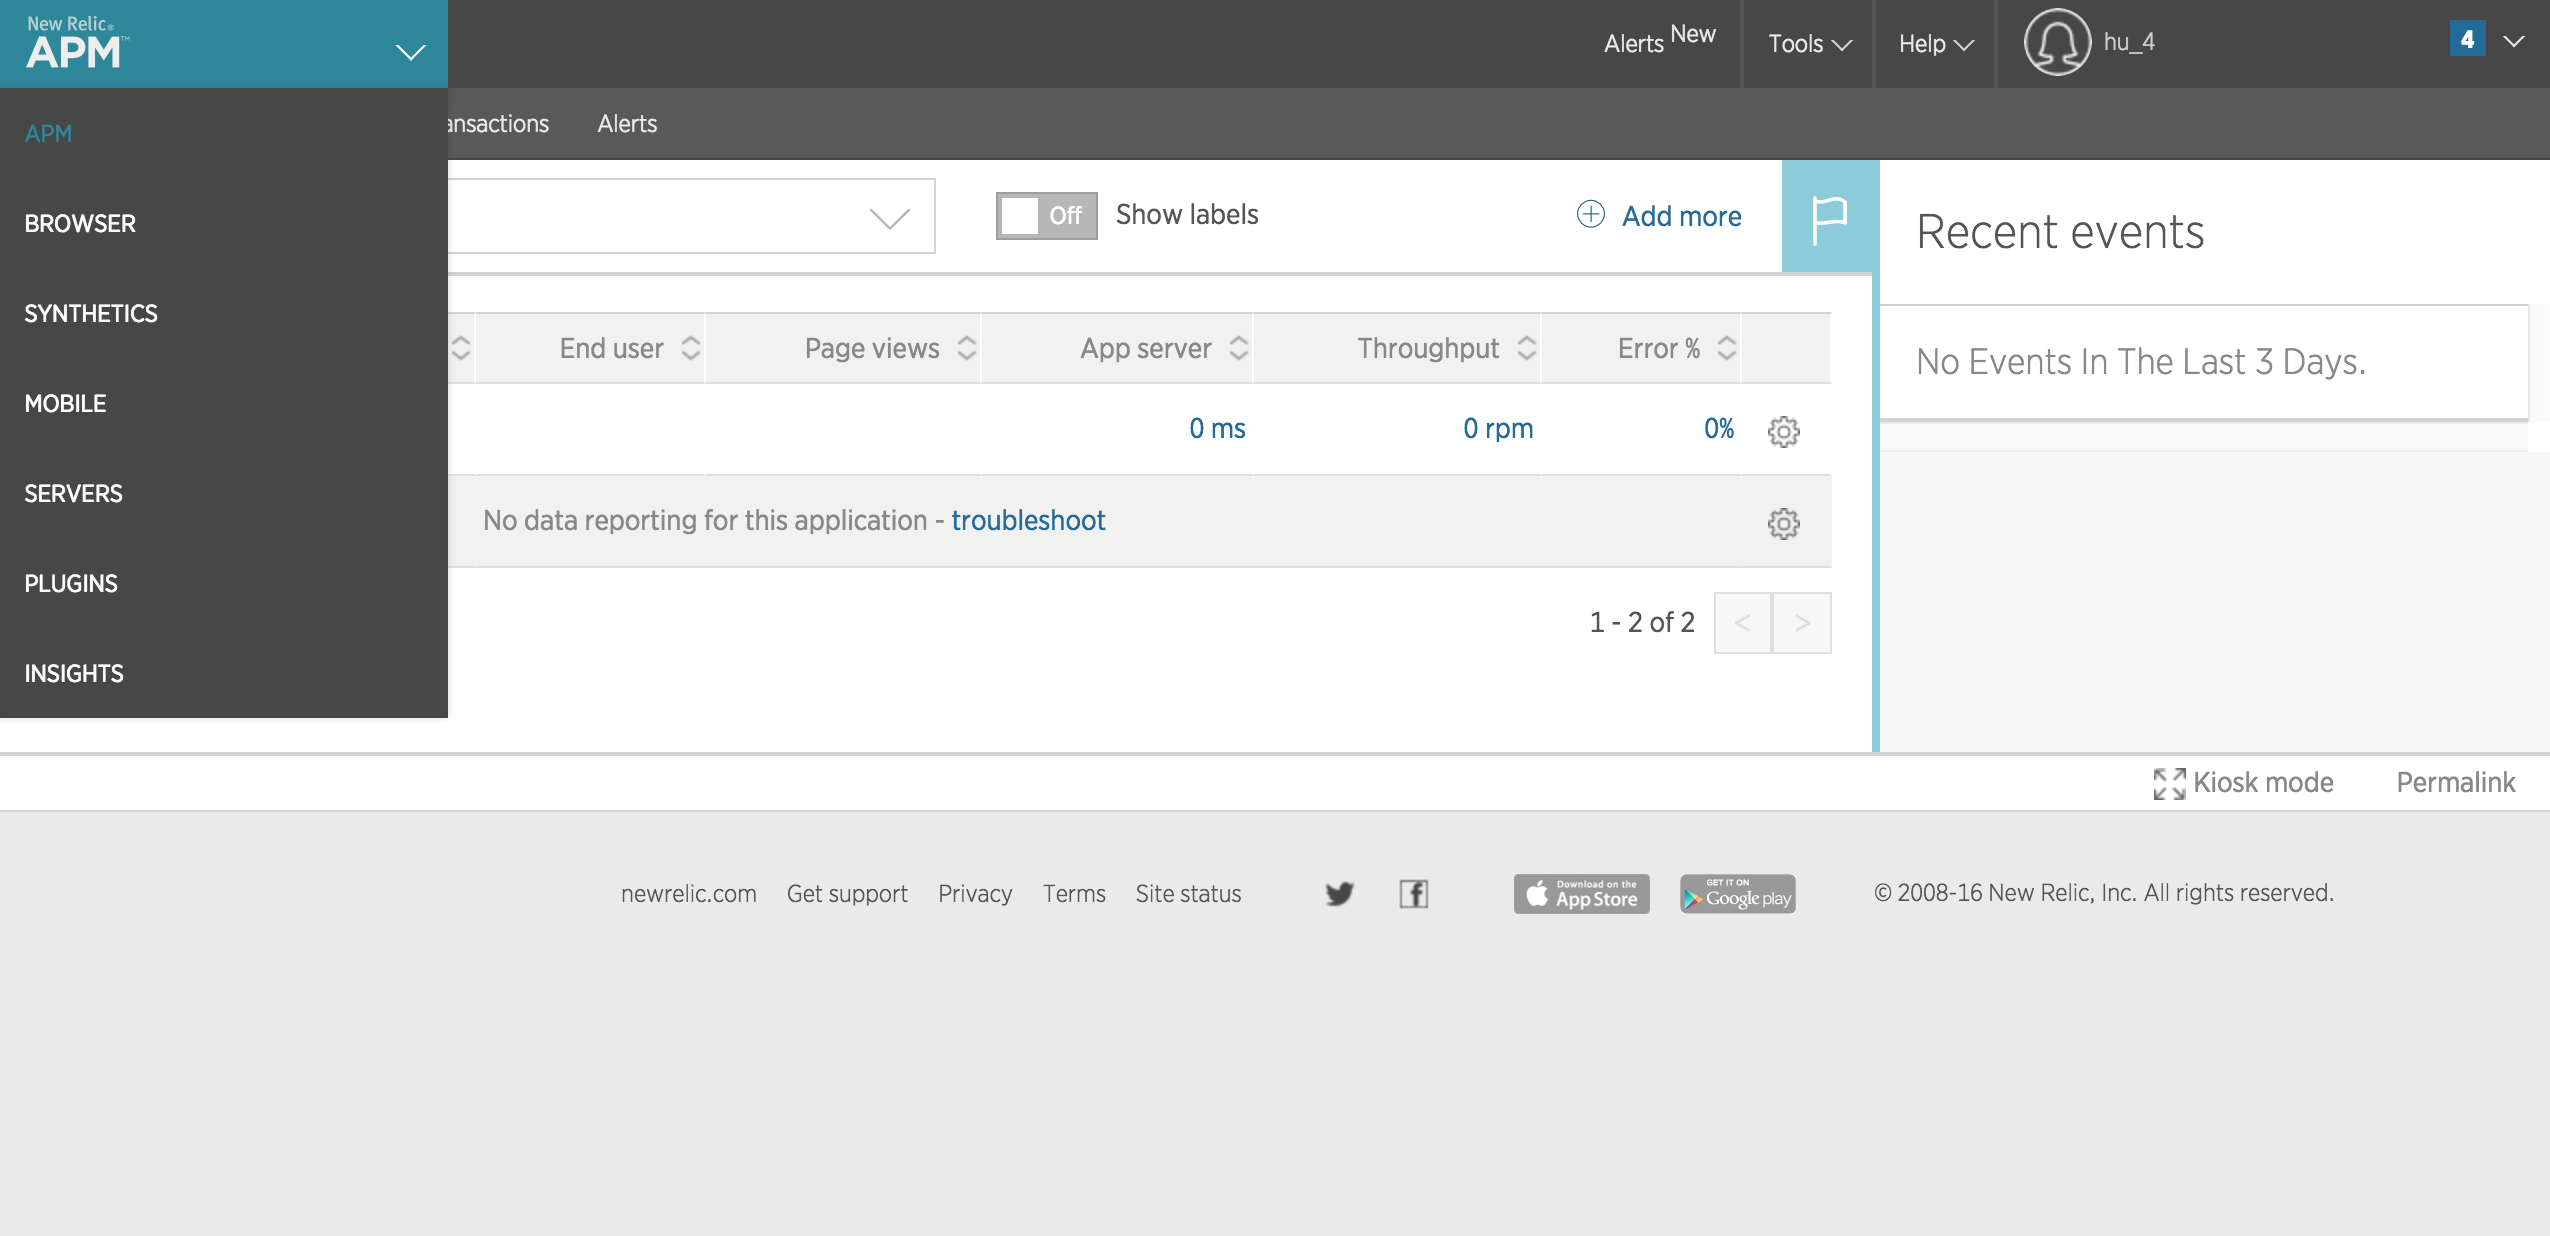 New Relic®
APM™
Alerts New
Tools
Help
hu_4
4
APM
BROWSER
SYNTHETICS
MOBILE
SERVERS
PLUGINS
INSIGHTS
ansactions
Alerts
Off
Show labels
Add more
Recent events
No Events In The Last 3 Days.
End user
Page views
App server
Throughput
Error %
0 ms
0 rpm
0%
No data reporting for this application - troubleshoot
1 - 2 of 2
<
>
Kiosk mode
Permalink
newrelic.com
Get support
Privacy
Terms
Site status
Download on the
App Store
GET IT ON
Google play
© 2008-16 New Relic, Inc. All rights reserved.